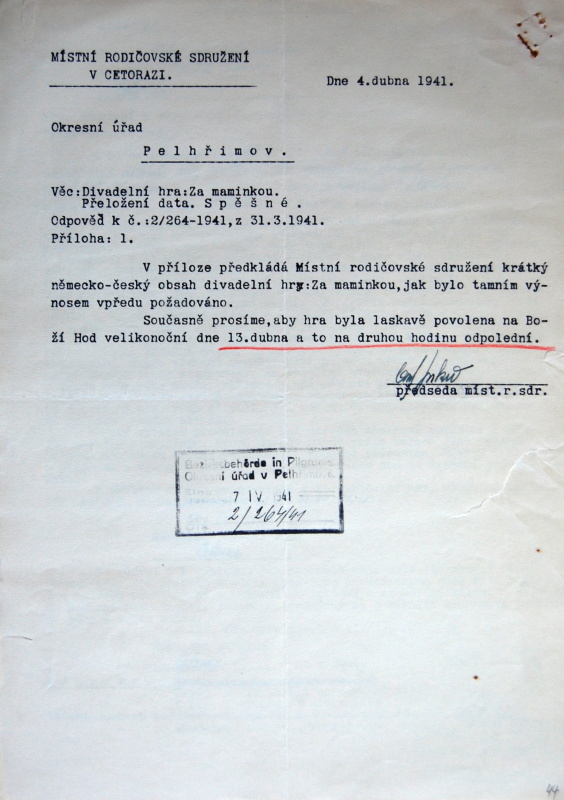 MÍSTNÍ RODIČOVSKÉ SDRUŽENÍ
V CETORAZI.
Dne 4.dubna 1941.
Okresní úřad
Pelhřimov.
Věc:Divadelní hra:Za maminkou.
Přeložení data. Spěšné.
Odpověď k č.:2/264-1941,z 31.3.1941.
Příloha: 1.
V příloze předkládá Místní rodičovské sdružení krátký
německo-český obsah divadelní hry:Za maminkou,jak bylo tamním vý-
nosem vpředu požadováno.
Současně prosíme,aby hra byla laskavě povolena na Bo-
ží Hod velikonoční dne 13.dubna a to na druhou hodinu odpolední.
předseda míst.r.sdr.
Bezirksbehörde in Pilgrams
Okresní úřad v Pelhřimově
7 IV. 1941
2/264/41
44